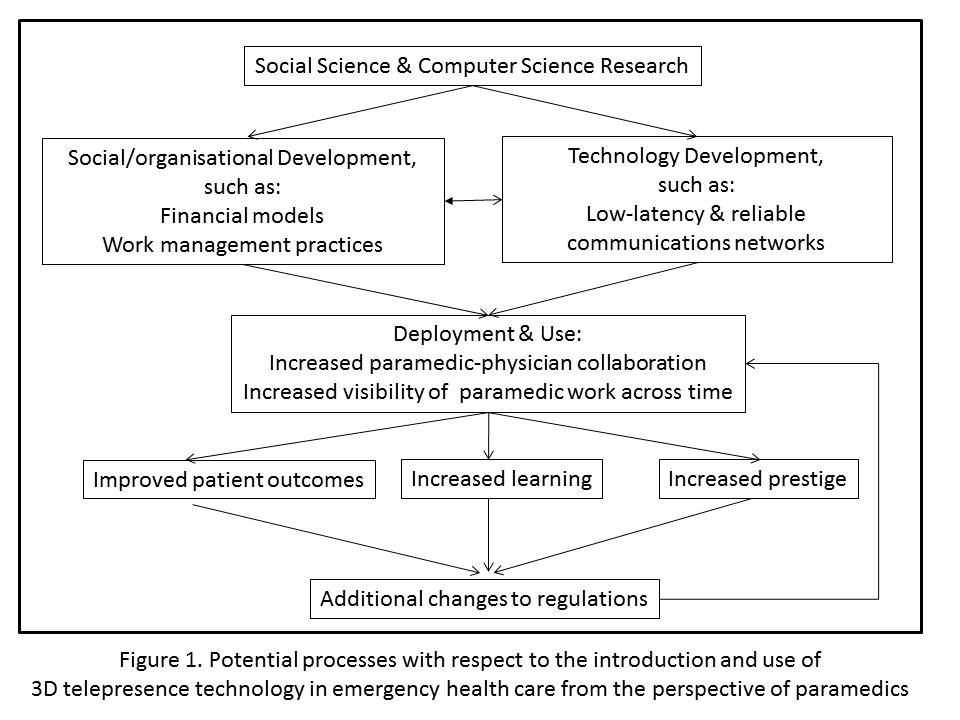 Social Science & Computer Science Research
Social/organisational Development,
such as:
Financial models
Work management practices
Technology Development,
such as:
Low-latency & reliable
communications networks
Deployment & Use:
Increased paramedic-physician collaboration
Increased visibility of paramedic work across time
Improved patient outcomes
Increased learning
Increased prestige
Additional changes to regulations
Figure 1. Potential processes with respect to the introduction and use of
3D telepresence technology in emergency health care from the perspective of paramedics